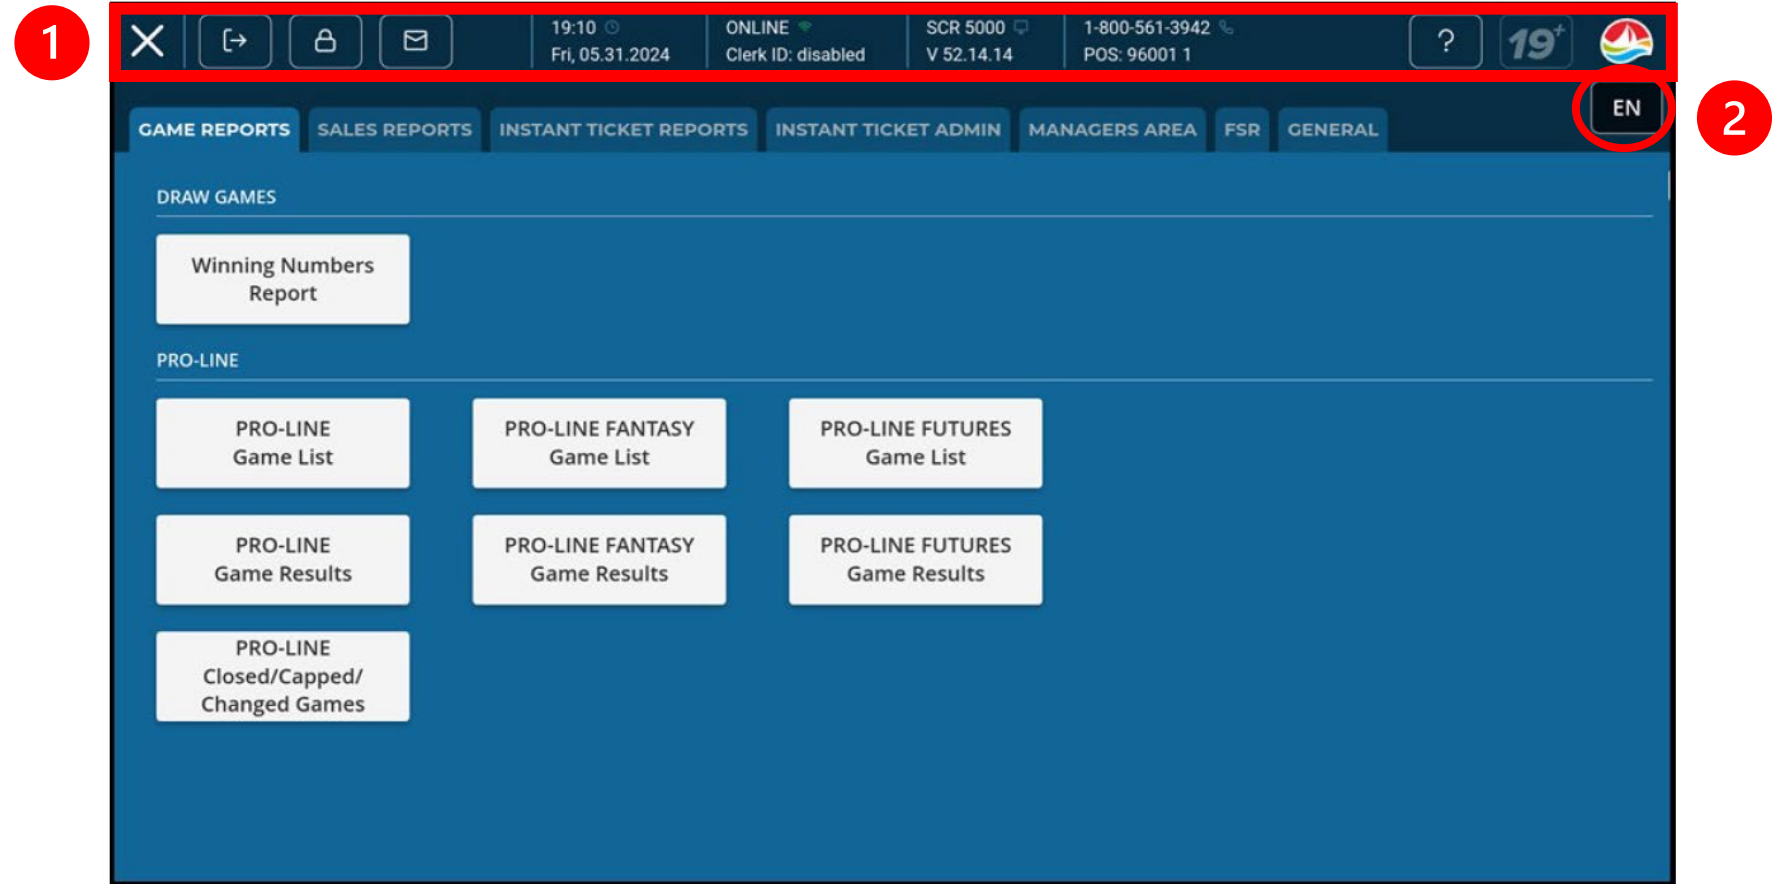 1
19:10
Fri, 05.31.2024
ONLINE
Clerk ID: disabled
SCR 5000
V 52.14.14
1-800-561-3942
POS: 96001 1
?
19+
EN
2
GAME REPORTS
SALES REPORTS
INSTANT TICKET REPORTS
INSTANT TICKET ADMIN
MANAGERS AREA
FSR
GENERAL
DRAW GAMES
Winning Numbers
Report
PRO-LINE
PRO-LINE
Game List
PRO-LINE FANTASY
Game List
PRO-LINE FUTURES
Game List
PRO-LINE
Game Results
PRO-LINE FANTASY
Game Results
PRO-LINE FUTURES
Game Results
PRO-LINE
Closed/Capped/
Changed Games